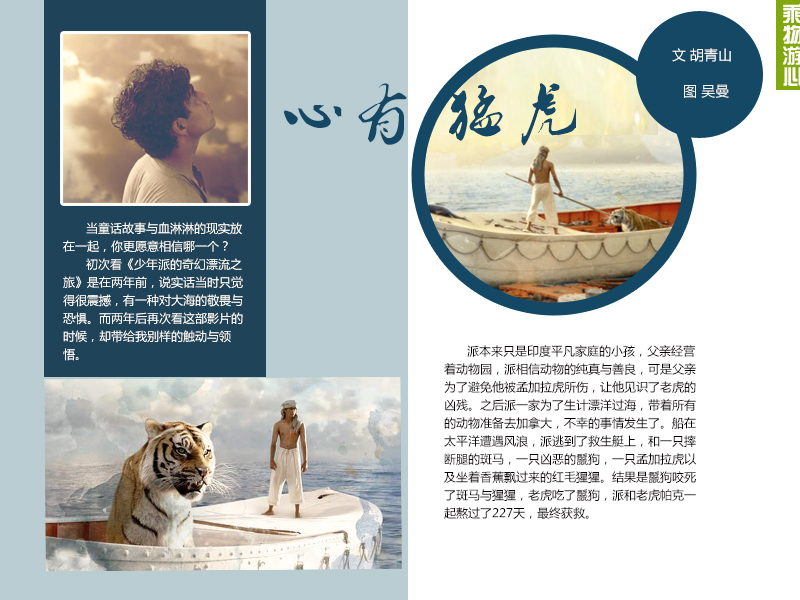 乘物游心
文 胡青山
图 吴曼
心有猛虎
当童话故事与血淋淋的现实放
在一起，你更愿意相信哪一个？
初次看《少年派的奇幻漂流之
旅》是在两年前，说实话当时只觉
得很震撼，有一种对大海的敬畏与
恐惧。而两年后再次看这部影片的
时候，却带给我别样的触动与领
悟。
派本来只是印度平凡家庭的小孩，父亲经营
着动物园，派相信动物的纯真与善良，可是父亲
为了避免他被孟加拉虎所伤，让他见识了老虎的
凶残。之后派一家为了生计漂洋过海，带着所有
的动物准备去加拿大，不幸的事情发生了。船在
太平洋遭遇风浪，派逃到了救生艇上，和一只摔
断腿的斑马，一只凶恶的鬣狗，一只孟加拉虎以
及坐着香蕉飘过来的红毛猩猩。结果是鬣狗咬死
了斑马与猩猩，老虎吃了鬣狗，派和老虎帕克一
起熬过了227天，最终获救。